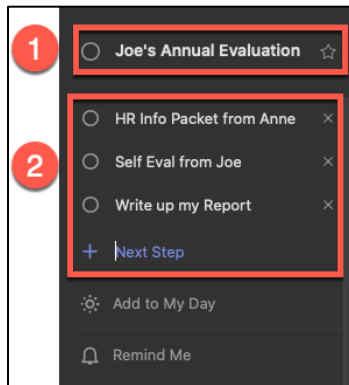 1
Joe's Annual Evaluation
2
HR Info Packet from Anne
Self Eval from Joe
Write up my Report
Next Step
Add to My Day
Remind Me